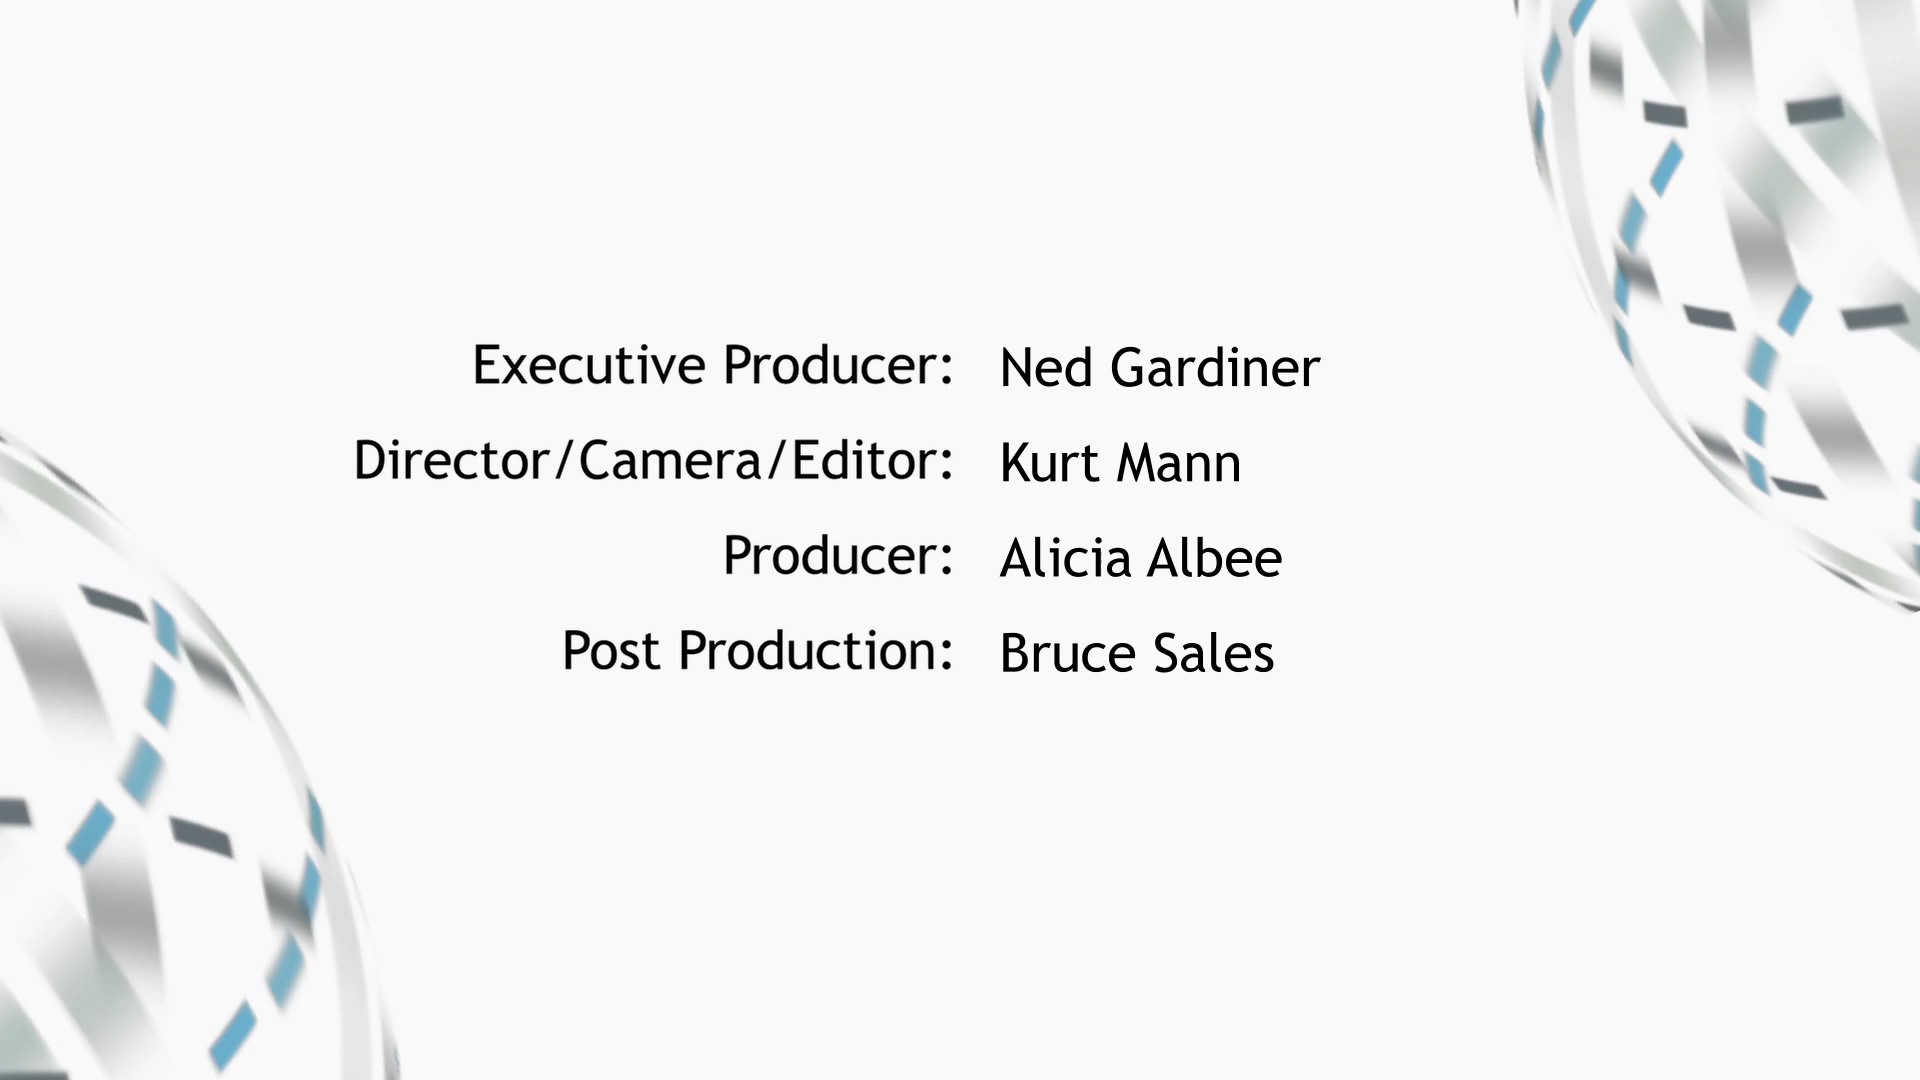 Executive Producer: Ned Gardiner
Director/Camera/Editor: Kurt Mann
Producer: Alicia Albee
Post Production: Bruce Sales